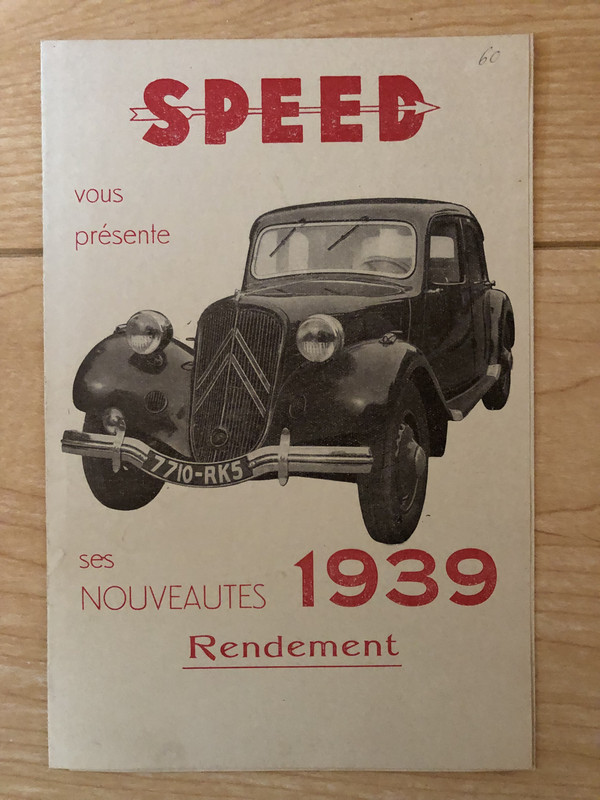 60
SPEED
vous
présente
7710-RK5
ses
NOUVEAUTES 1939
Rendement